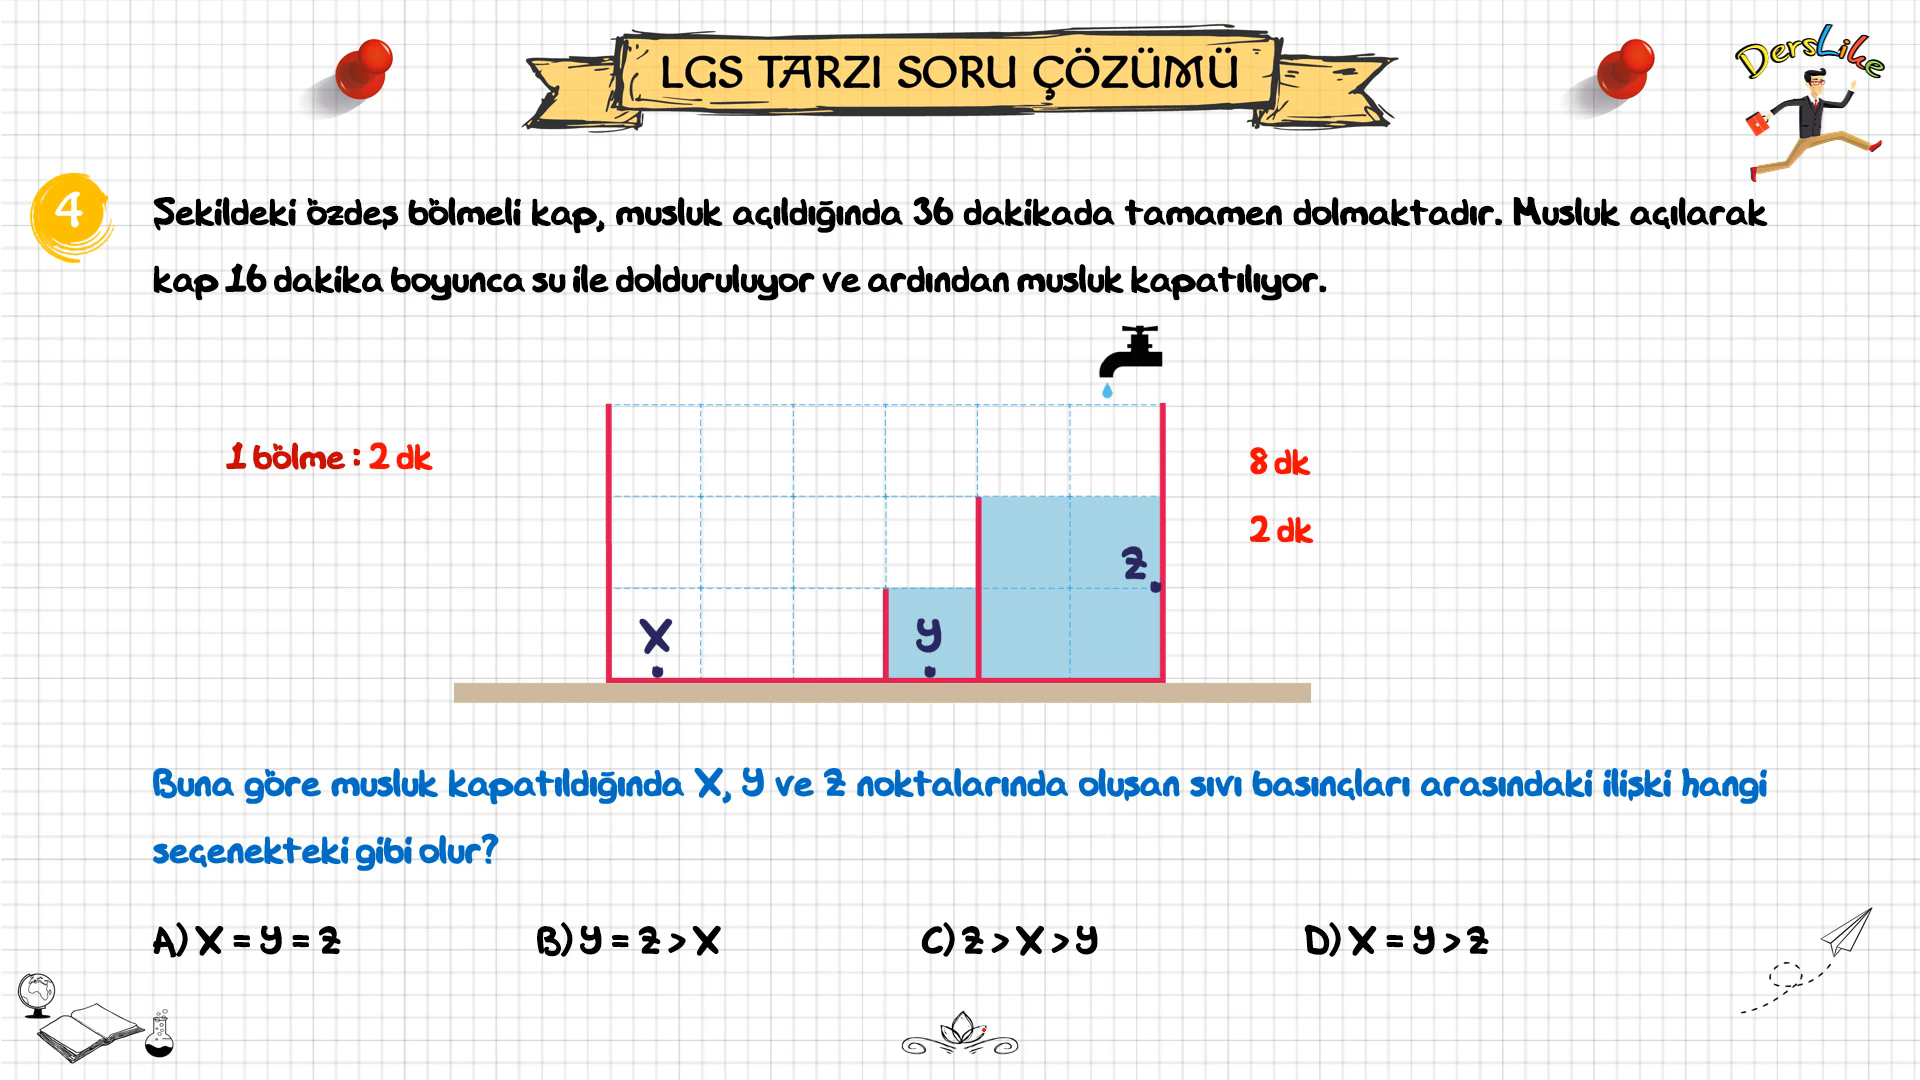 LGS TARZI SORU ÇÖZÜMÜ
DersLike
4
Şekildeki özdeş bölmeli kap, musluk açıldığında 36 dakikada tamamen dolmaktadır. Musluk açılarak
kap 16 dakika boyunca su ile dolduruluyor ve ardından musluk kapatılıyor.
1 bölme : 2 dk
8 dk
2 dk
Z
X
Y
Buna göre musluk kapatıldığında X, Y ve Z noktalarında oluşan sıvı basınçları arasındaki ilişki hangi
seçenekteki gibi olur?
A) X = Y = Z
B) Y = Z > X
C) Z > X > Y
D) X = Y > Z